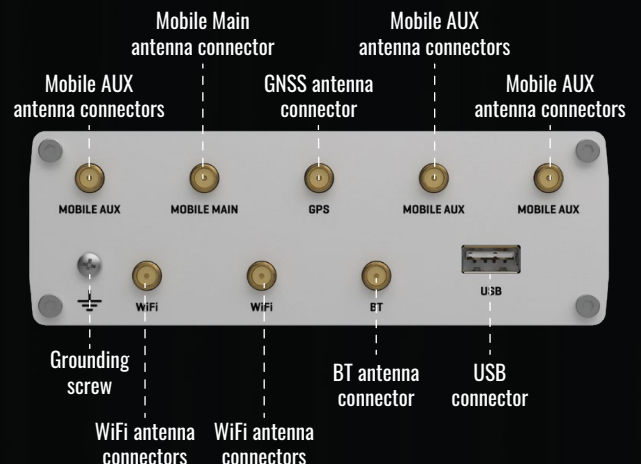 Mobile Main
antenna connector
Mobile AUX
antenna connectors
Mobile AUX
antenna connectors
GNSS antenna
connector
Mobile AUX
antenna connectors
MOBILE AUX
MOBILE MAIN
GPS
MOBILE AUX
MOBILE AUX
USB
WiFi
WiFi
BT
Grounding
screw
BT antenna
connector
USB
connector
WiFi antenna
connectors
WiFi antenna
connectors